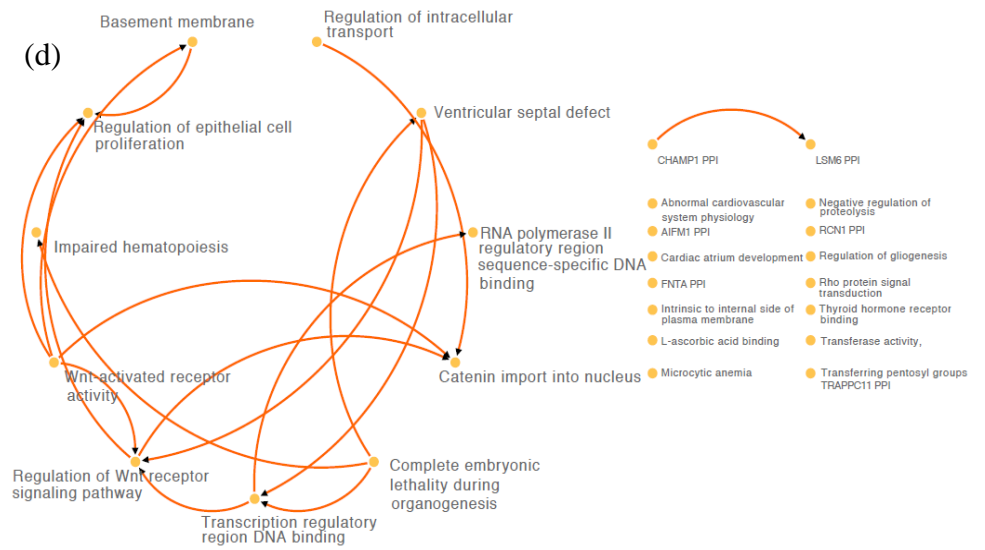 (d)
Basement membrane
Regulation of intracellular
transport
Regulation of epithelial cell
proliferation
Ventricular septal defect
Impaired hematopoiesis
RNA polymerase II
regulatory region
sequence-specific DNA
binding
Wnt-activated receptor
activity
Catenin import into nucleus
Regulation of Wnt receptor
signaling pathway
Transcription regulatory
region DNA binding
Complete embryonic
lethality during
organogenesis
CHAMP1 PPI
LSM6 PPI
Abnormal cardiovascular
system physiology
Negative regulation of
proteolysis
AIFM1 PPI
RCN1 PPI
Cardiac atrium development
Regulation of gliogenesis
FNTA PPI
Rho protein signal
transduction
Intrinsic to internal side of
plasma membrane
Thyroid hormone receptor
binding
L-ascorbic acid binding
Transferase activity,
Microcytic anemia
Transferring pentosyl groups
TRAPPC11 PPI